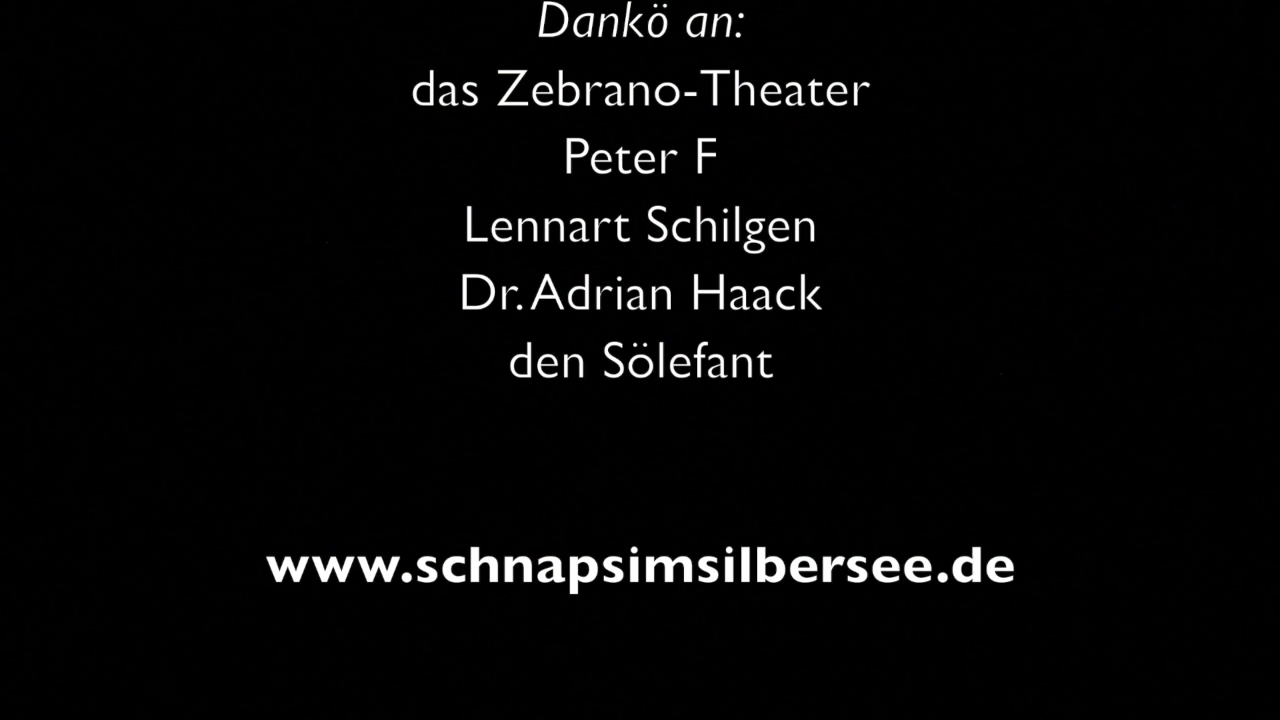 Dankö an:
das Zebrano-Theater
Peter F
Lennart Schilgen
Dr. Adrian Haack
den Sölefant
www.schnapsimsilbersee.de